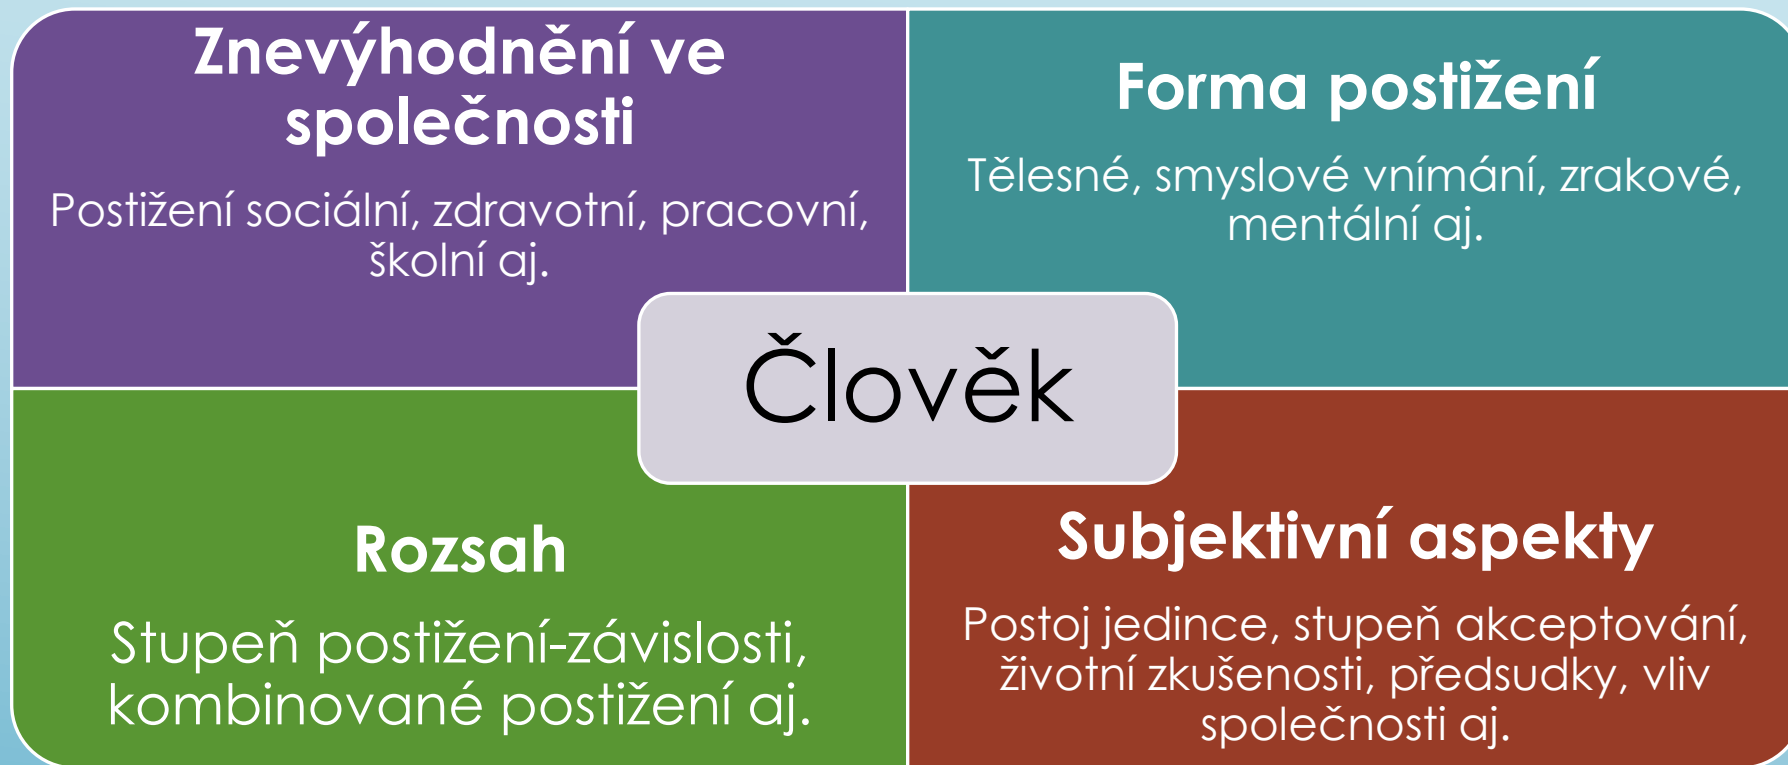 Znevýhodnění ve
společnosti
Postižení sociální, zdravotní, pracovní,
školní aj.
Forma postižení
Tělesné, smyslové vnímání, zrakové,
mentální aj.
Člověk
Rozsah
Stupeň postižení-závislosti,
kombinované postižení aj.
Subjektivní aspekty
Postoj jedince, stupeň akceptování,
životní zkušenosti, předsudky, vliv
společnosti aj.